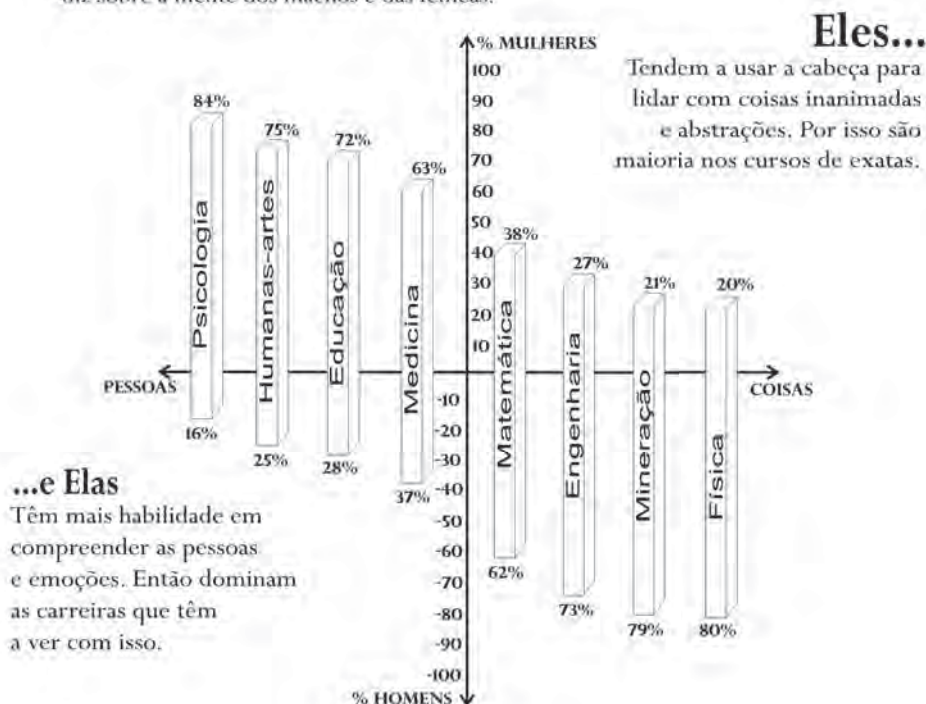 % MULHERES
Eles...
Tendem a usar a cabeça para
lidar com coisas inanimadas
e abstrações. Por isso são
maioria nos cursos de exatas.
100
90
80
70
60
50
40
30
20
10
-10
-20
-30
-40
-50
-60
-70
-80
-90
-100
% HOMENS
PESSOAS
COISAS
84%
Psicologia
16%
75%
Humanas-artes
25%
72%
Educação
28%
63%
Medicina
37%
38%
Matemática
62%
27%
Engenharia
73%
21%
Mineração
79%
20%
Física
80%
...e Elas
Têm mais habilidade em
compreender as pessoas
e emoções. Então dominam
as carreiras que têm
a ver com isso.